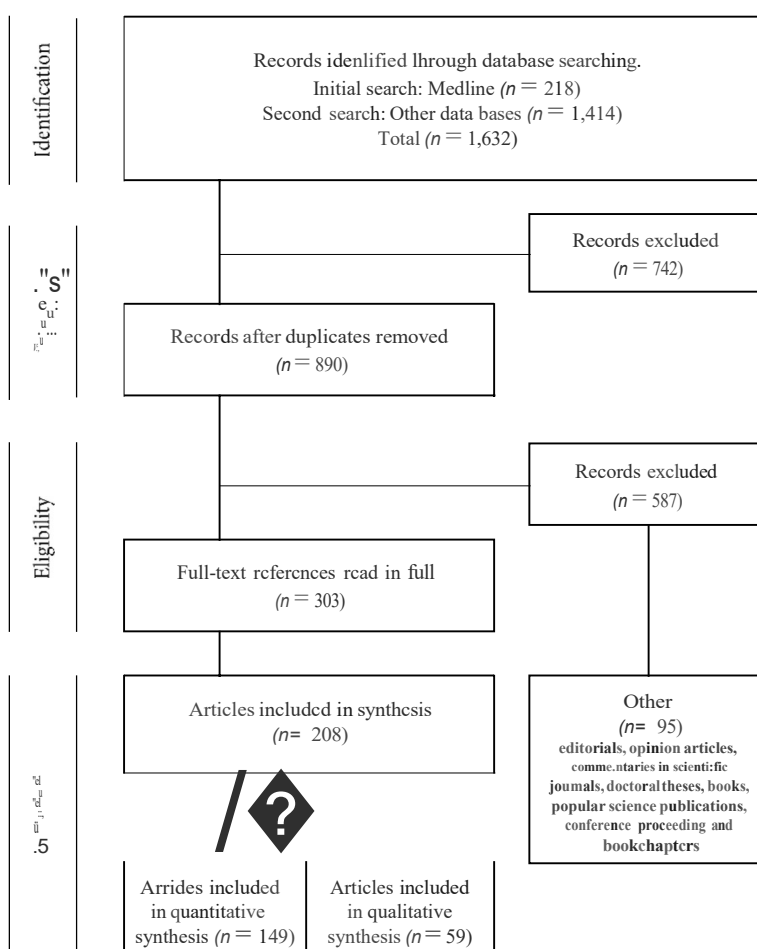 Identification
Records idenlified lhrough database searching.
Initial search: Medline (n = 218)
Second search: Other data bases (n = 1,414)
Total (n = 1,632)
Records excluded
(n = 742)
. "s"
Records after duplicates removed
(n = 890)
Eligibility
Records excluded
(n = 587)
Full-text rcfcrcnccs rcad in full
(n = 303)
Articles includcd in synthcsis
(n= 208)
Other
(n= 95)
editorials, opinion articles,
comme.ntaries in scienti:fic
joumals, doctoral theses, books,
popular science publications,
conference proceeding and
bookchaptcrs
.5
/ ?
Arrides included
in quantitative
synthesis (n = 149)
Articles included
in qualitative
synthesis (n = 59)